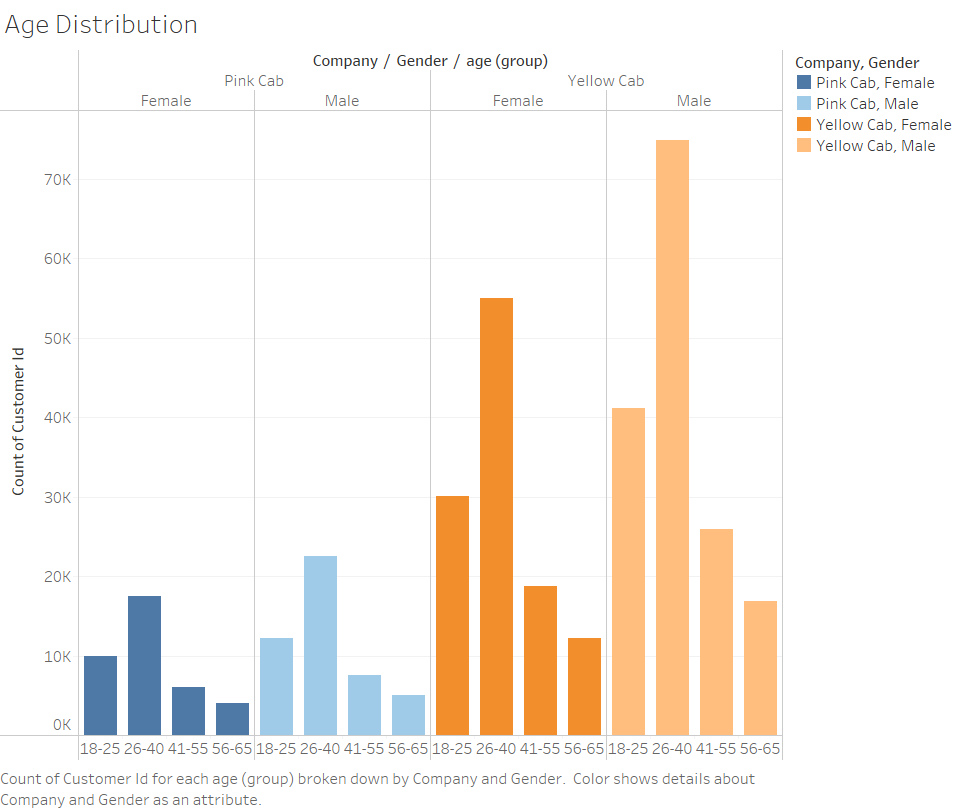 Age Distribution
Company / Gender / age (group)
Pink Cab Yellow Cab
Female Male Female Male
Company, Gender
Pink Cab, Female
Pink Cab, Male
Yellow Cab, Female
Yellow Cab, Male
70K
60K
50K
40K
30K
20K
10K
0K
Count of Customer Id
18-25 26-40 41-55 56-65 18-25 26-40 41-55 56-65 18-25 26-40 41-55 56-65 18-25 26-40 41-55 56-65
Count of Customer Id for each age (group) broken down by Company and Gender. Color shows details about
Company and Gender as an attribute.